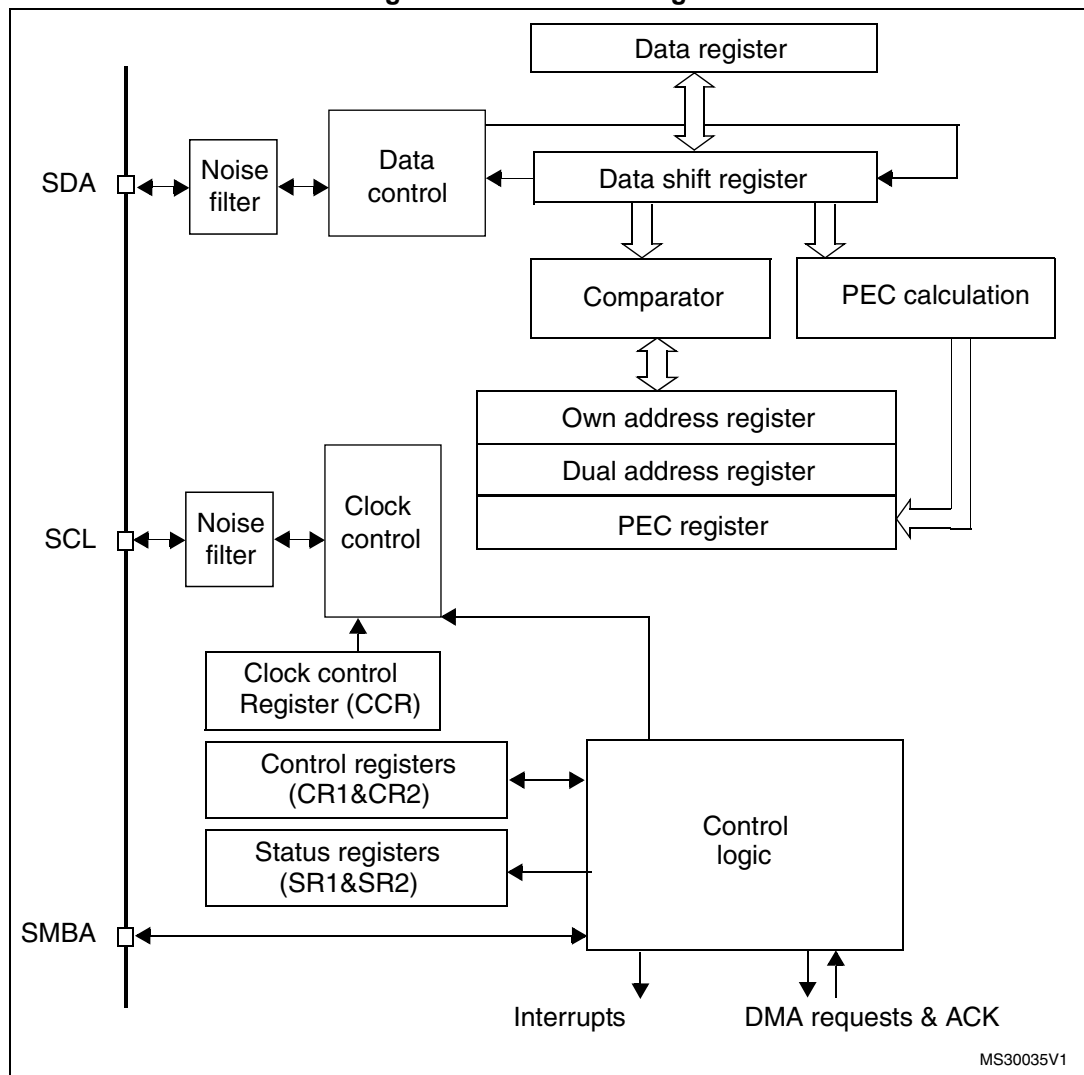 Data register
Data
control
Noise
filter
SDA
Data shift register
Comparator
PEC calculation
Own address register
Dual address register
PEC register
Clock
control
Noise
filter
SCL
Clock control
Register (CCR)
Control registers
(CR1&CR2)
Status registers
(SR1&SR2)
Control
logic
SMBA
Interrupts
DMA requests & ACK
MS30035V1